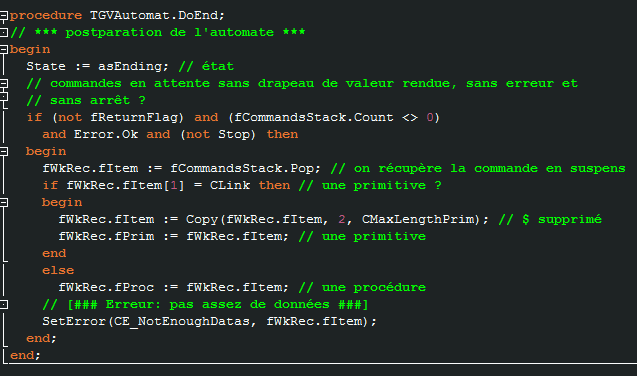 procedure TGVAutomat.DoEnd;
// *** postparation de l'automate ***
begin
  State := asEnding; // état
  // commandes en attente sans drapeau de valeur rendue, sans erreur et
  // sans arrêt ?
  if (not fReturnFlag) and (fCommandsStack.Count <> 0)
    and Error.Ok and (not Stop) then
  begin
    fWkRec.fItem := fCommandsStack.Pop; // on récupère la commande en suspens
    if fWkRec.fItem[1] = CLink then // une primitive ?
    begin
      fWkRec.fItem := Copy(fWkRec.fItem, 2, CMaxLengthPrim); // $ supprimé
      fWkRec.fPrim := fWkRec.fItem; // une primitive
    end
    else
      fWkRec.fProc := fWkRec.fItem; // une procédure
    // [### Erreur: pas assez de données ###]
    SetError(CE_NotEnoughDatas, fWkRec.fItem);
  end;
end;